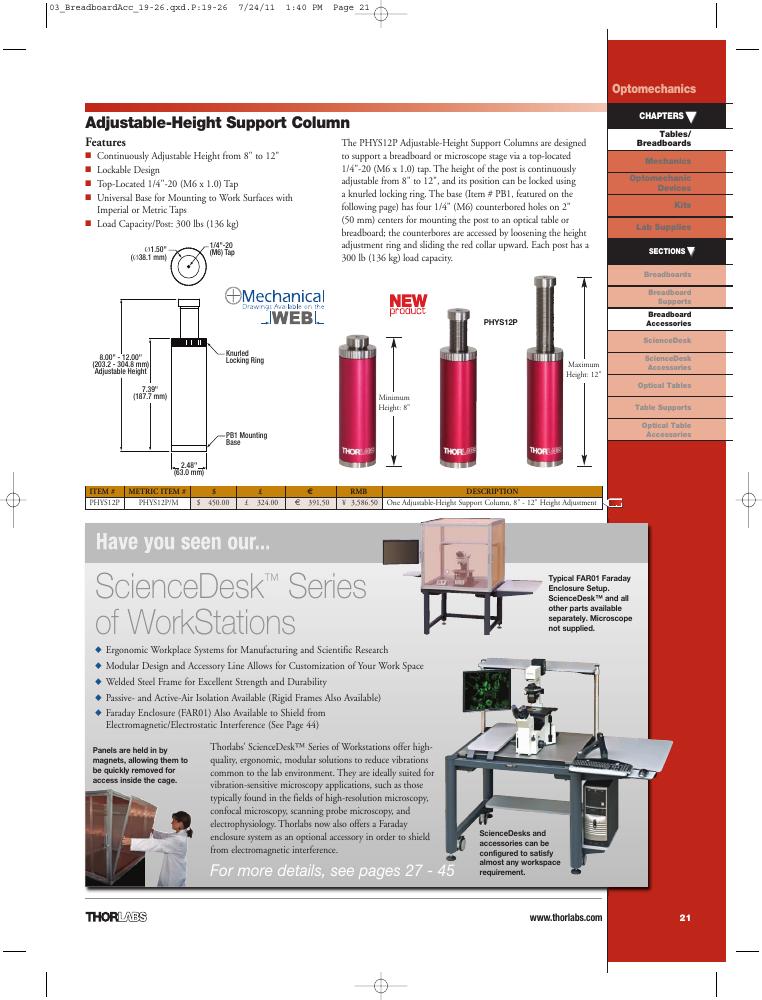 03_BreadboardAcc_19-26.qxd.P:19-26 7/24/11 1:40 PM Page 21
Optomechanics
CHAPTERS▼
Tables/
Breadboards
Mechanics
Optomechanic
Devices
Kits
Lab Supplies
SECTIONS▼
Breadboards
Breadboard
Supports
Breadboard
Accessories
ScienceDesk
ScienceDesk
Accessories
Optical Tables
Table Supports
Optical Table
Accessories
Adjustable-Height Support Column
Features
■ Continuously Adjustable Height from 8" to 12"
■ Lockable Design
■ Top-Located 1/4"-20 (M6 x 1.0) Tap
■ Universal Base for Mounting to Work Surfaces with
Imperial or Metric Taps
■ Load Capacity/Post: 300 lbs (136 kg)
The PHYS12P Adjustable-Height Support Columns are designed
to support a breadboard or microscope stage via a top-located
1/4"-20 (M6 x 1.0) tap. The height of the post is continuously
adjustable from 8" to 12", and its position can be locked using
a knurled locking ring. The base (Item # PB1, featured on the
following page) has four 1/4" (M6) counterbored holes on 2"
(50 mm) centers for mounting the post to an optical table or
breadboard; the counterbores are accessed by loosening the height
adjustment ring and sliding the red collar upward. Each post has a
300 lb (136 kg) load capacity.
Ø1.50"
(Ø38.1 mm)
1/4"-20
(M6) Tap
8.00" - 12.00"
(203.2 - 304.8 mm)
Adjustable Height
7.39"
(187.7 mm)
Knurled
Locking Ring
PB1 Mounting
Base
2.48"
(63.0 mm)
Mechanical
Drawings Available on the
WEB
NEW
product
PHYS12P
Minimum
Height: 8"
Maximum
Height: 12"
THORLABS
THORLABS
THORLABS
ITEM # METRIC ITEM # $ £ € RMB DESCRIPTION
PHYS12P PHYS12P/M $ 450.00 £ 324.00 € 391,50 ¥ 3,586.50 One Adjustable-Height Support Column, 8" - 12" Height Adjustment
Have you seen our...
ScienceDesk™ Series
of WorkStations
Typical FAR01 Faraday
Enclosure Setup.
ScienceDesk™ and all
other parts available
separately. Microscope
not supplied.
◆ Ergonomic Workplace Systems for Manufacturing and Scientific Research
◆ Modular Design and Accessory Line Allows for Customization of Your Work Space
◆ Welded Steel Frame for Excellent Strength and Durability
◆ Passive- and Active-Air Isolation Available (Rigid Frames Also Available)
◆ Faraday Enclosure (FAR01) Also Available to Shield from
Electromagnetic/Electrostatic Interference (See Page 44)
Panels are held in by
magnets, allowing them to
be quickly removed for
access inside the cage.
Thorlabs' ScienceDesk™ Series of Workstations offer high-
quality, ergonomic, modular solutions to reduce vibrations
common to the lab environment. They are ideally suited for
vibration-sensitive microscopy applications, such as those
typically found in the fields of high-resolution microscopy,
confocal microscopy, scanning probe microscopy, and
electrophysiology. Thorlabs now also offers a Faraday
enclosure system as an optional accessory in order to shield
from electromagnetic interference.
For more details, see pages 27 - 45
ScienceDesks and
accessories can be
configured to satisfy
almost any workspace
requirement.
THORLABS
www.thorlabs.com
21